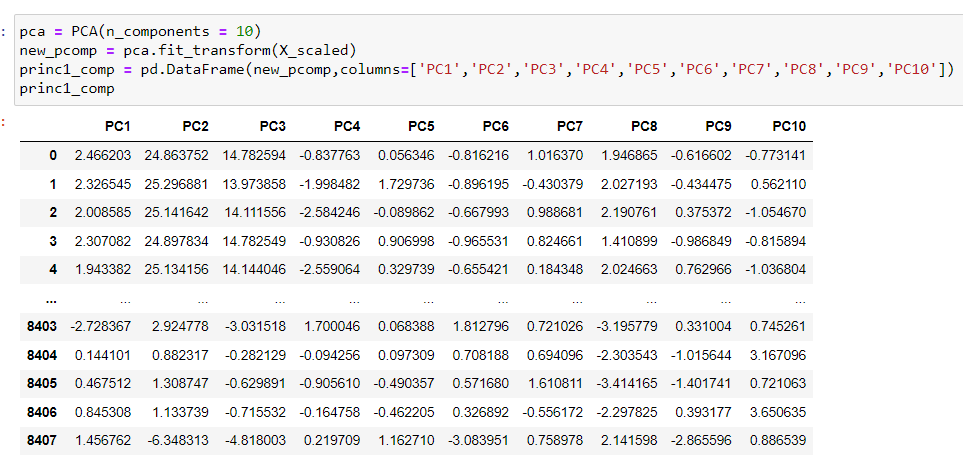 : pca = PCA(n_components = 10)
new_pcomp = pca.fit_transform(X_scaled)
princ1_comp = pd.DataFrame(new_pcomp,columns=['PC1','PC2','PC3','PC4','PC5','PC6','PC7','PC8','PC9','PC10'])
princ1_comp
:
PC1 PC2 PC3 PC4 PC5 PC6 PC7 PC8 PC9 PC10
0 2.466203 24.863752 14.782594 -0.837763 0.056346 -0.816216 1.016370 1.946865 -0.616602 -0.773141
1 2.326545 25.296881 13.973858 -1.998482 1.729736 -0.896195 -0.430379 2.027193 -0.434475 0.562110
2 2.008585 25.141642 14.111556 -2.584246 -0.089862 -0.667993 0.988681 2.190761 0.375372 -1.054670
3 2.307082 24.897834 14.782549 -0.930826 0.906998 -0.965531 0.824661 1.410899 -0.986849 -0.815894
4 1.943382 25.134156 14.144046 -2.559064 0.329739 -0.655421 0.184348 2.024663 0.762966 -1.036804
... ... ... ... ... ... ... ... ... ... ...
8403 -2.728367 2.924778 -3.031518 1.700046 0.068388 1.812796 0.721026 -3.195779 0.331004 0.745261
8404 0.144101 0.882317 -0.282129 -0.094256 0.097309 0.708188 0.694096 -2.303543 -1.015644 3.167096
8405 0.467512 1.308747 -0.629891 -0.905610 -0.490357 0.571680 1.610811 -3.414165 -1.401741 0.721063
8406 0.845308 1.133739 -0.715532 -0.164758 -0.462205 0.326892 -0.556172 -2.297825 0.393177 3.650635
8407 1.456762 -6.348313 -4.818003 0.219709 1.162710 -3.083951 0.758978 2.141598 -2.865596 0.886539